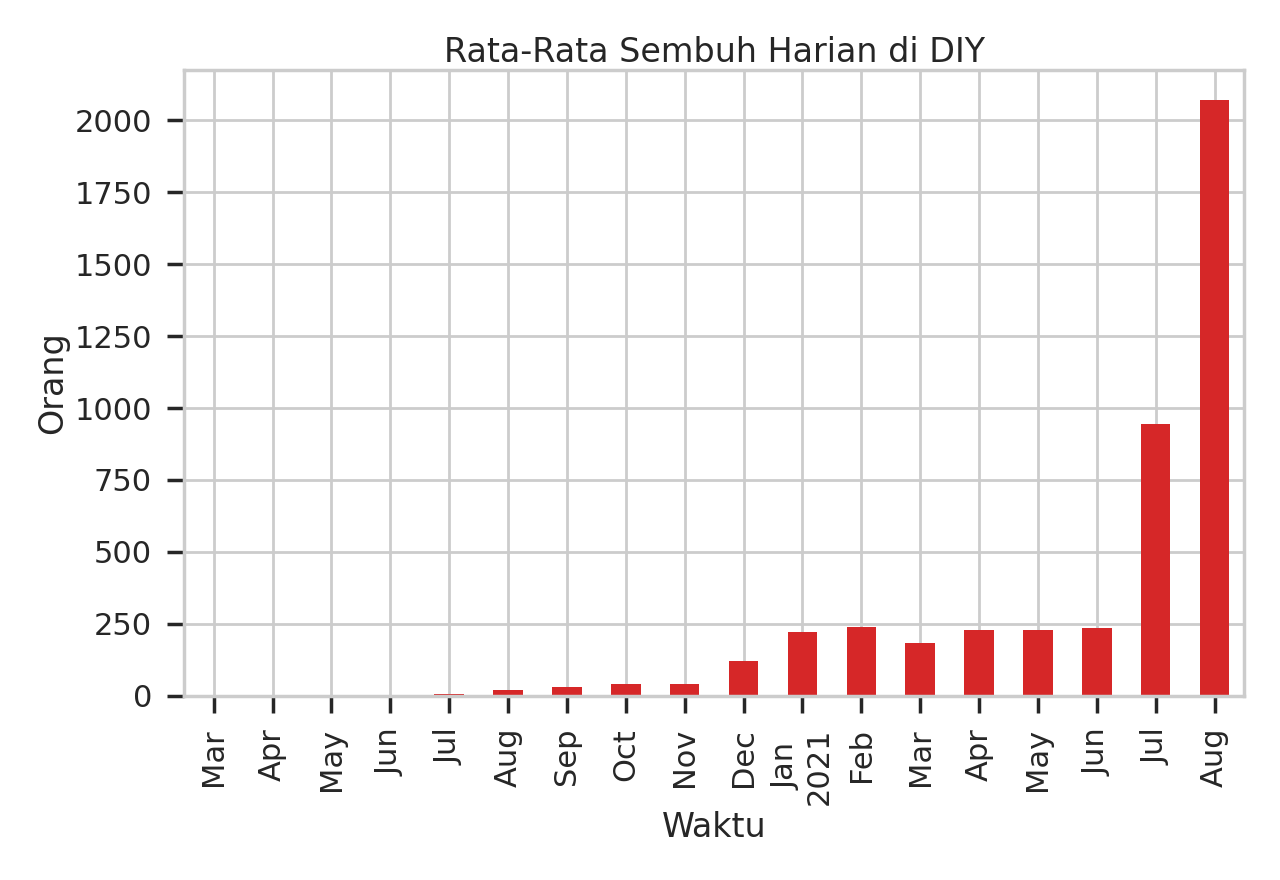 Rata-Rata Sembuh Harian di DIY
Orang
2000
1750
1500
1250
1000
750
500
250
0
Mar
Apr
May
Jun
Jul
Aug
Sep
Oct
Nov
Dec
Jan
2021
Feb
Mar
Apr
May
Jun
Jul
Aug
Waktu